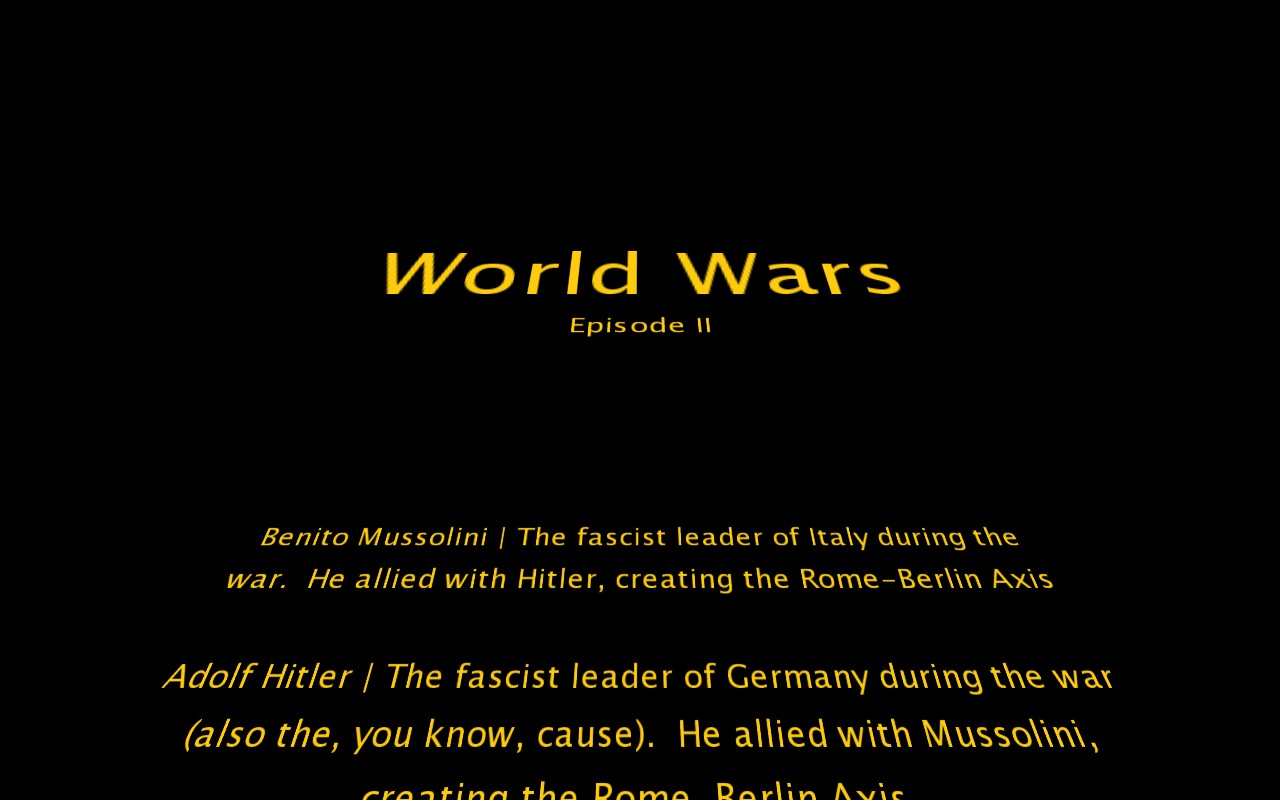 World Wars
Episode II
Benito Mussolini | The fascist leader of Italy during the
war.  He allied with Hitler, creating the Rome-Berlin Axis
Adolf Hitler | The fascist leader of Germany during the war
(also the, you know, cause).  He allied with Mussolini,
creating the Rome-Berlin Axis